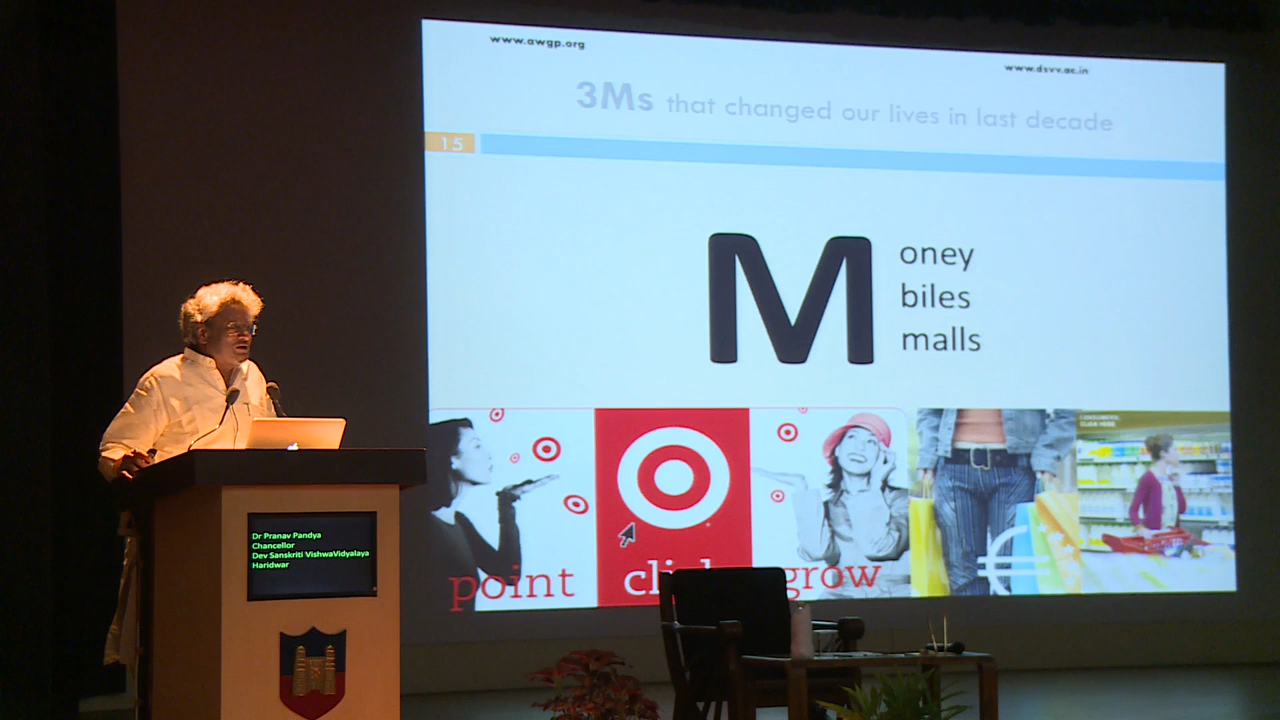 www.awgp.org
www.dsvv.ac.in
3Ms that changed our lives in last decade
15
M
oney
biles
malls
point
grow
Dr Pranav Pandya
Chancellor
Dev Sanskriti VishwaVidyalaya
Haridwar